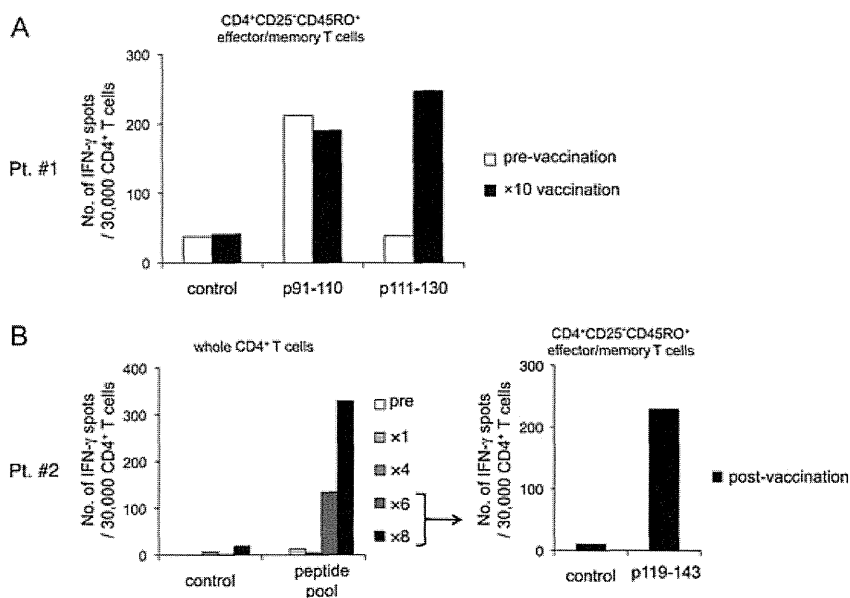 A
CD4⁺CD25⁻CD45RO⁺
effector/memory T cells
Pt. #1
No. of IFN-γ spots
/ 30,000 CD4⁺ T cells
300
200
100
0
control
p91-110
p111-130
pre-vaccination
×10 vaccination
B
whole CD4⁺ T cells
Pt. #2
No. of IFN-γ spots
/ 30,000 CD4⁺ T cells
400
300
200
100
0
control
peptide
pool
pre
×1
×4
×6
×8
CD4⁺CD25⁻CD45RO⁺
effector/memory T cells
No. of IFN-γ spots
/ 30,000 CD4⁺ T cells
300
200
100
0
control
p119-143
post-vaccination